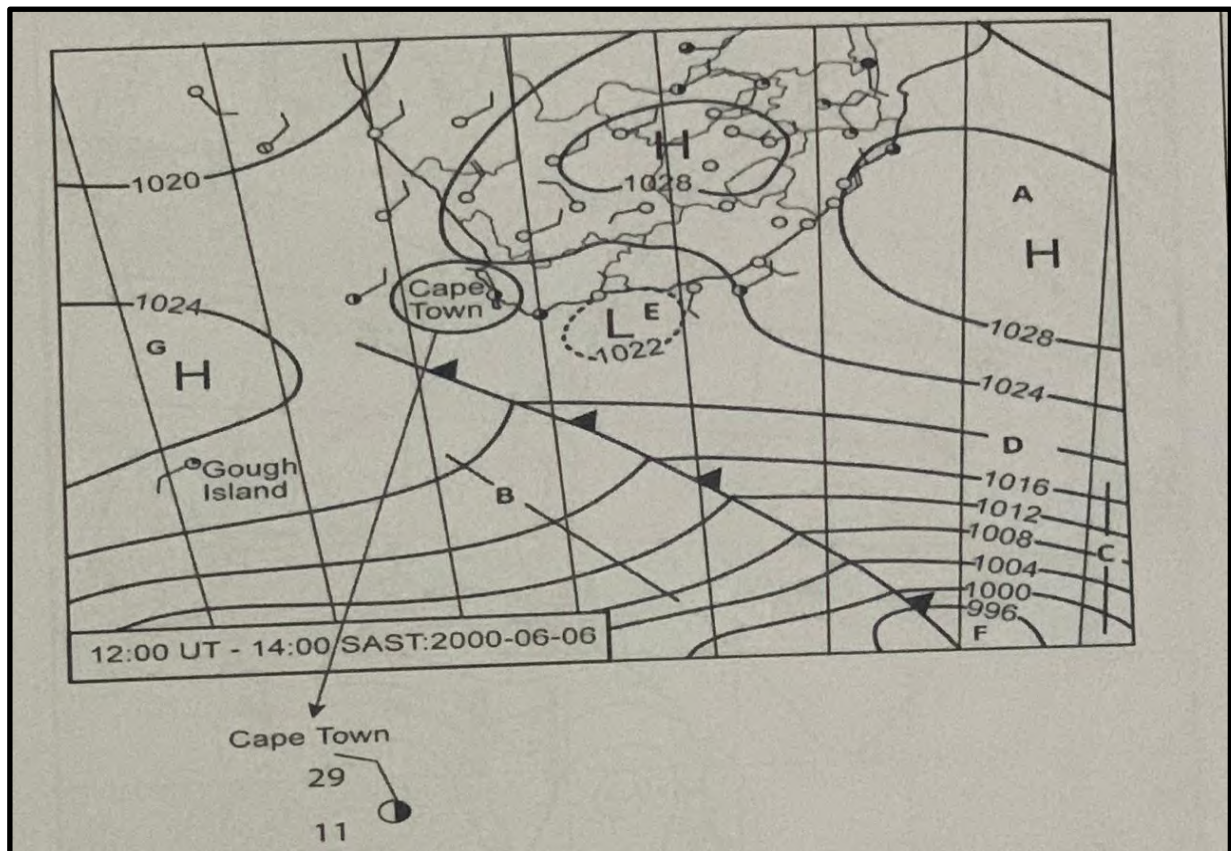 1020
H
1028
A
H
Cape
Town
1024
L E
1022
G
H
1028
1024
D
Gough
Island
B
1016
1012
1008
C
1004
1000
996
F
12:00 UT - 14:00 SAST:2000-06-06
Cape Town
29
11